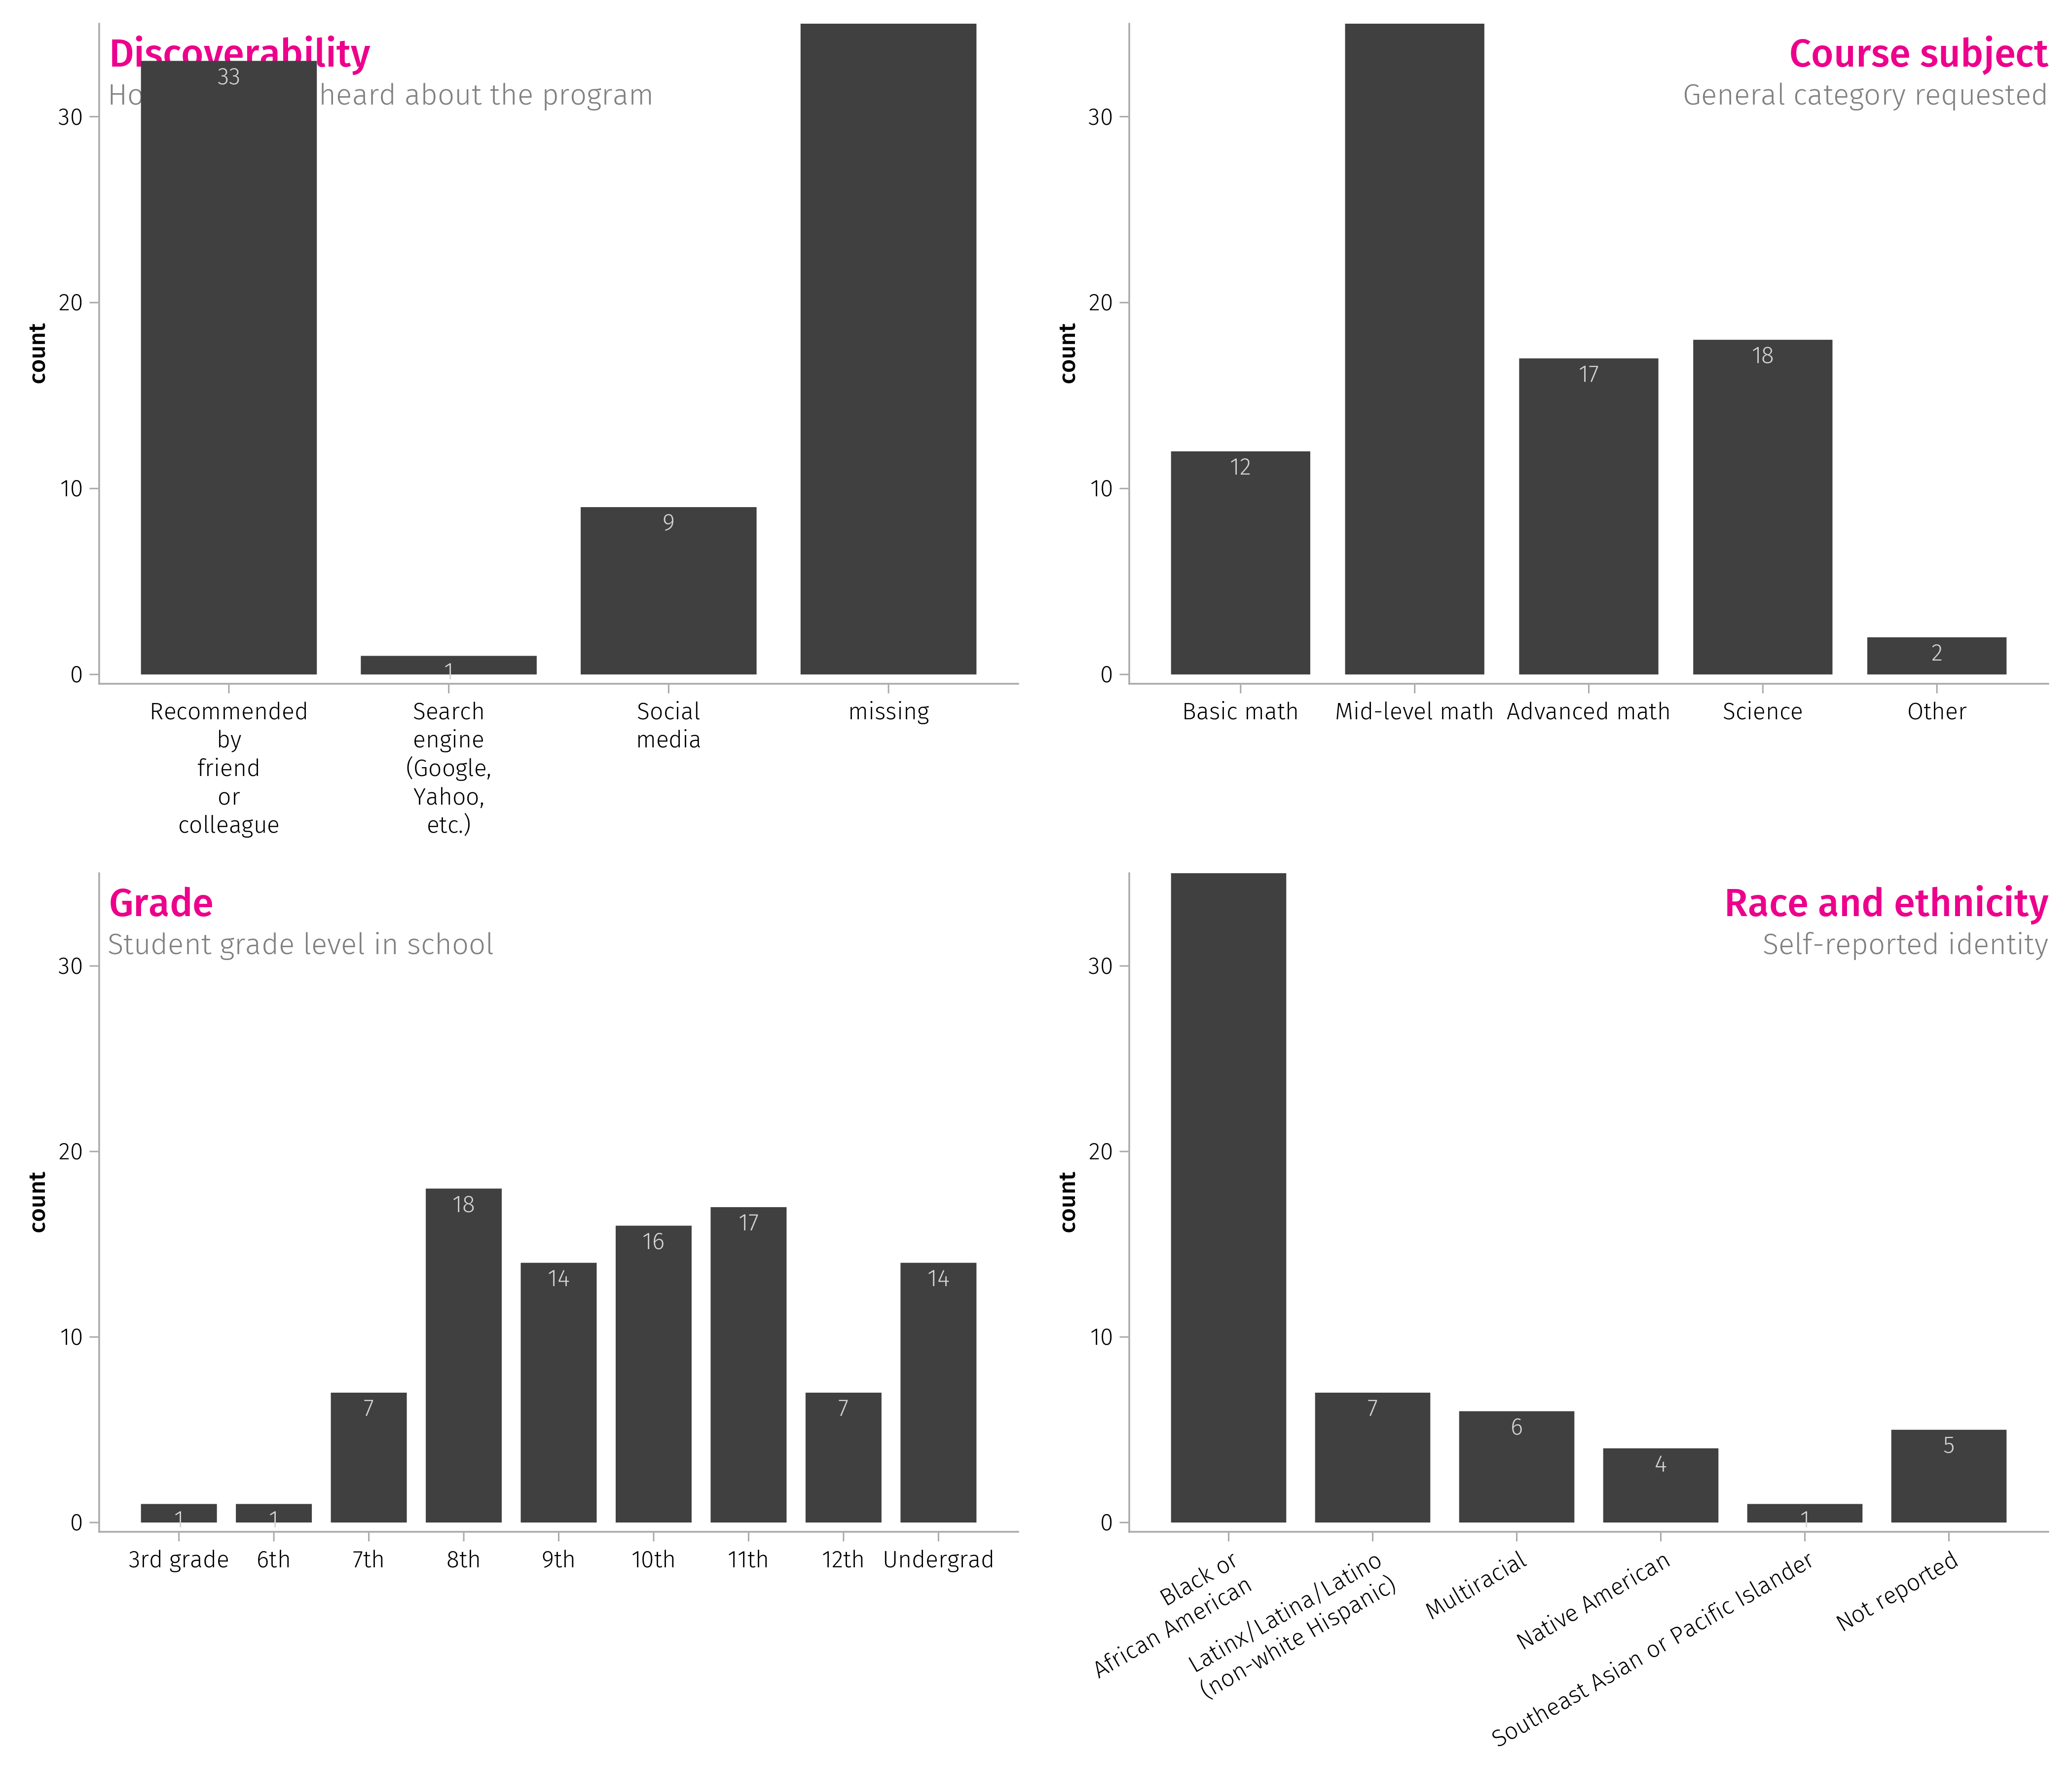 Discoverability
heard about the program
33
30
20
10
0
count
1
9
Recommended
by
friend
or
colleague
Search
engine
(Google,
Yahoo,
etc.)
Social
media
missing
Course subject
General category requested
30
20
10
0
count
12
17
18
2
Basic math
Mid-level math
Advanced math
Science
Other
Grade
Student grade level in school
30
20
10
0
count
1
1
7
18
14
16
17
7
14
3rd grade
6th
7th
8th
9th
10th
11th
12th
Undergrad
Race and ethnicity
Self-reported identity
30
20
10
0
count
7
6
4
1
5
Black or
African American
Latinx/Latina/Latino
(non-white Hispanic)
Multiracial
Native American
Southeast Asian or Pacific Islander
Not reported